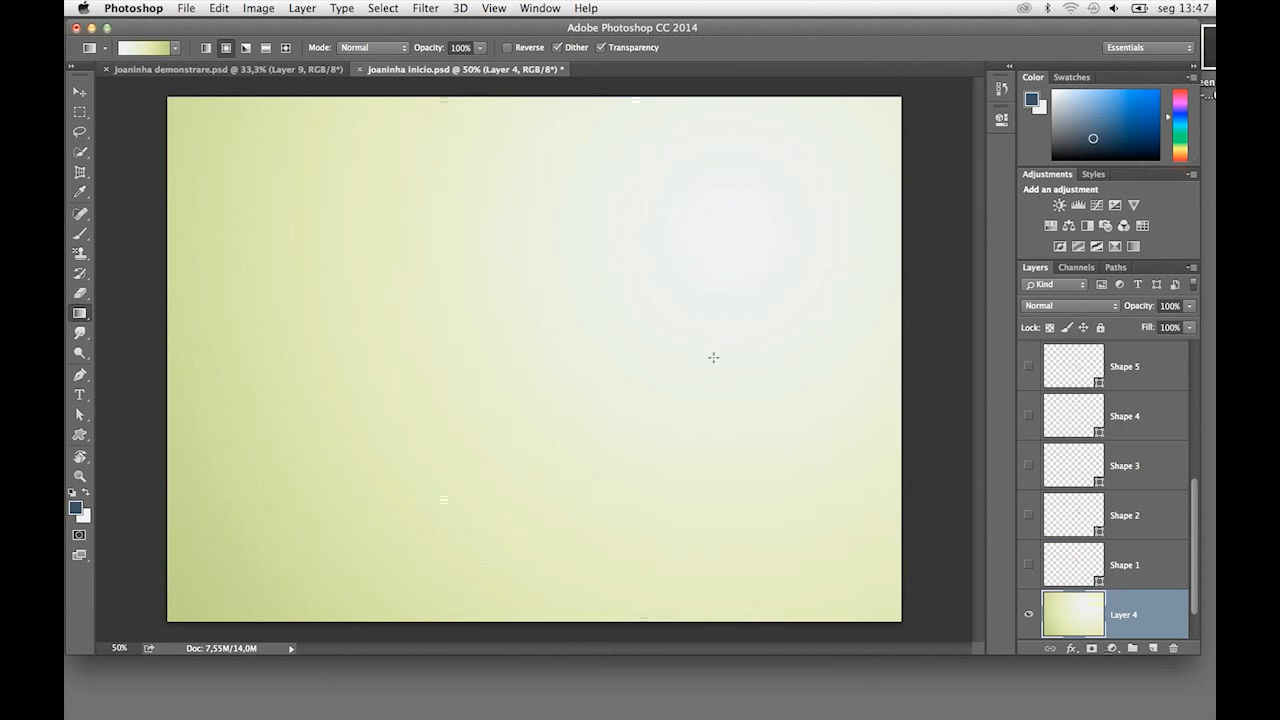 Photoshop File Edit Image Layer Type Select Filter 3D View Window Help seg 13:47
Adobe Photoshop CC 2014
Mode: Normal Opacity: 100% Reverse Dither Transparency Essentials
joaninha demonstrare.psd @ 33,3% (Layer 9, RGB/8*) joaninha inicio.psd @ 50% (Layer 4, RGB/8*) *
Color Swatches
Adjustments Styles
Add an adjustment
Layers Channels Paths
Kind
Normal Opacity: 100%
Lock: Fill: 100%
Shape 5
Shape 4
Shape 3
Shape 2
Shape 1
Layer 4
50% Doc: 7,55M/14,0M